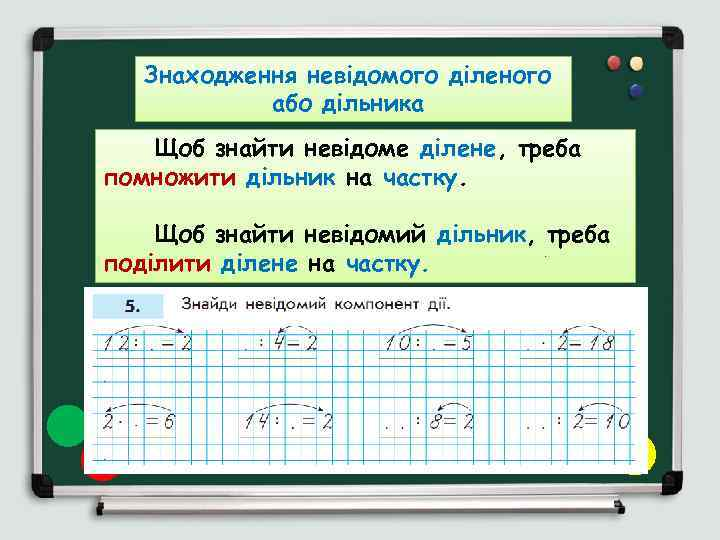 Знаходження невідомого діленого
або дільника
Щоб знайти невідоме ділене, треба
помножити дільник на частку.
Щоб знайти невідомий дільник, треба
поділити ділене на частку.
5. Знайди невідомий компонент дії.
12: . =2 . :4=2 10: . =5 . · 2=18
2· . =6 14: . =2 . . :8=2 . . :2=10